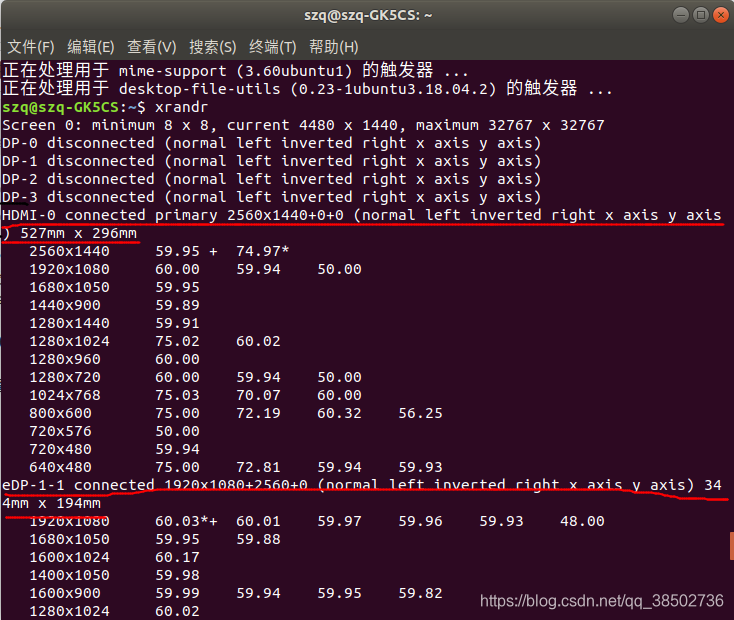 szq@szq-GK5CS: ~
文件(F) 编辑(E) 查看(V) 搜索(S) 终端(T) 帮助(H)
正在处理用于 mime-support (3.60ubuntu1) 的触发器 ...
正在处理用于 desktop-file-utils (0.23-1ubuntu3.18.04.2) 的触发器 ...
szq@szq-GK5CS:~$ xrandr
Screen 0: minimum 8 x 8, current 4480 x 1440, maximum 32767 x 32767
DP-0 disconnected (normal left inverted right x axis y axis)
DP-1 disconnected (normal left inverted right x axis y axis)
DP-2 disconnected (normal left inverted right x axis y axis)
DP-3 disconnected (normal left inverted right x axis y axis)
HDMI-0 connected primary 2560x1440+0+0 (normal left inverted right x axis y axis
) 527mm x 296mm
   2560x1440     59.95 +  74.97*
   1920x1080     60.00    59.94    50.00
   1680x1050     59.95
   1440x900      59.89
   1280x1440     59.91
   1280x1024     75.02    60.02
   1280x960      60.00
   1280x720      60.00    59.94    50.00
   1024x768      75.03    70.07    60.00
   800x600       75.00    72.19    60.32    56.25
   720x576       50.00
   720x480       59.94
   640x480       75.00    72.81    59.94    59.93
eDP-1-1 connected 1920x1080+2560+0 (normal left inverted right x axis y axis) 34
4mm x 194mm
   1920x1080     60.03*+  60.01    59.97    59.96    59.93    48.00
   1680x1050     59.95    59.88
   1600x1024     60.17
   1400x1050     59.98
   1600x900      59.99    59.94    59.95    59.82
   1280x1024     60.02
https://blog.csdn.net/qq_38502736